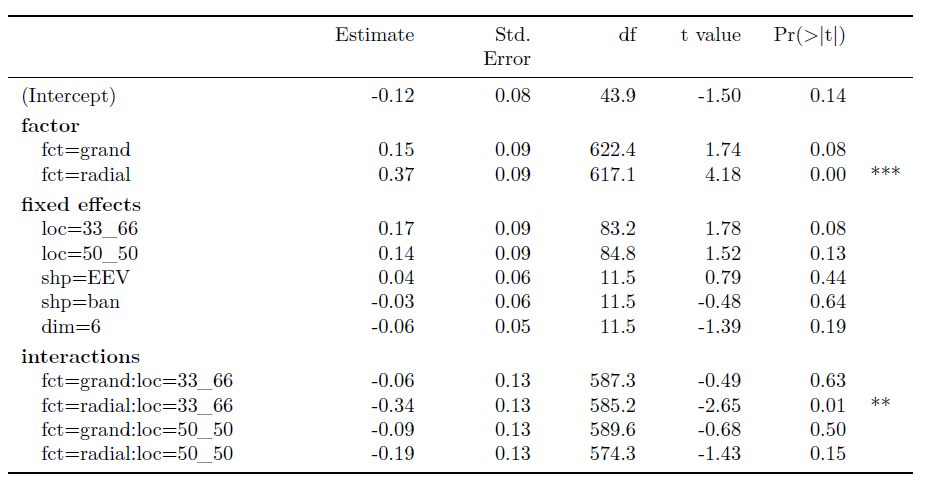 Estimate Std. df t value Pr(>|t|)
Error
(Intercept) -0.12 0.08 43.9 -1.50 0.14
factor
fct=grand 0.15 0.09 622.4 1.74 0.08
fct=radial 0.37 0.09 617.1 4.18 0.00 ***
fixed effects
loc=33_66 0.17 0.09 83.2 1.78 0.08
loc=50_50 0.14 0.09 84.8 1.52 0.13
shp=EEV 0.04 0.06 11.5 0.79 0.44
shp=ban -0.03 0.06 11.5 -0.48 0.64
dim=6 -0.06 0.05 11.5 -1.39 0.19
interactions
fct=grand:loc=33_66 -0.06 0.13 587.3 -0.49 0.63
fct=radial:loc=33_66 -0.34 0.13 585.2 -2.65 0.01 **
fct=grand:loc=50_50 -0.09 0.13 589.6 -0.68 0.50
fct=radial:loc=50_50 -0.19 0.13 574.3 -1.43 0.15